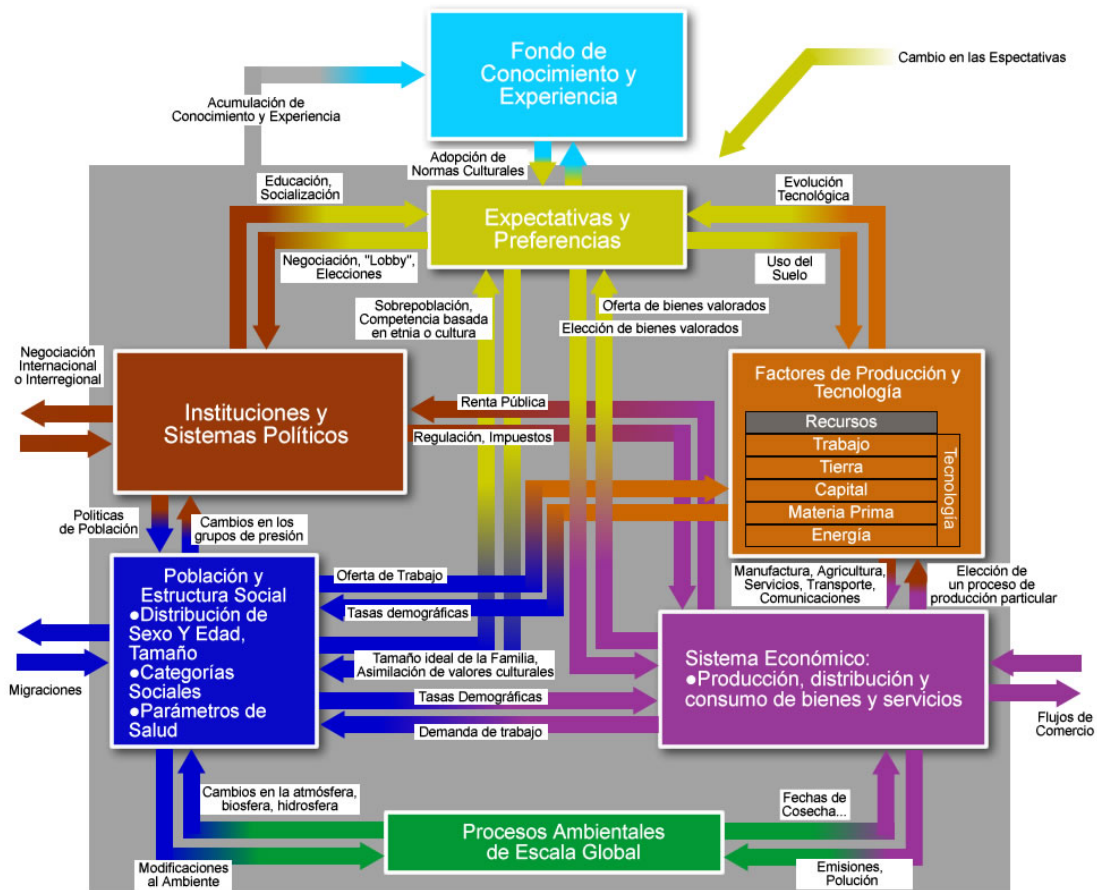 Fondo de
Conocimiento y
Experiencia
Cambio en las Espectativas
Acumulación de
Conocimiento y Experiencia
Adopción de
Normas Culturales
Educación,
Socialización
Evolución
Tecnológica
Expectativas y
Preferencias
Negociación, "Lobby",
Elecciones
Uso del
Suelo
Sobrepoblación,
Competencia basada
en etnia o cultura
Oferta de bienes valorados
Elección de bienes valorados
Negociación
Internacional
o Interregional
Instituciones y
Sistemas Políticos
Renta Pública
Regulación, Impuestos
Factores de Producción y
Tecnología
Recursos
Trabajo
Tierra
Capital
Materia Prima
Energía
Tecnología
Politicas
de Población
Cambios en los
grupos de presión
Manufactura, Agricultura,
Servicios, Transporte,
Comunicaciones
Elección de
un proceso de
producción particular
Población y
Estructura Social
●Distribución de
Sexo Y Edad,
Tamaño
●Categorías
Sociales
●Parámetros de
Salud
Oferta de Trabajo
Tasas demográficas
Tamaño ideal de la Familia,
Asimilación de valores culturales
Tasas Demográficas
Demanda de trabajo
Migraciones
Sistema Económico:
●Producción, distribución y
consumo de bienes y servicios
Flujos de
Comercio
Cambios en la atmósfera,
biosfera, hidrosfera
Fechas de
Cosecha...
Procesos Ambientales
de Escala Global
Modificaciones
al Ambiente
Emisiones,
Polución